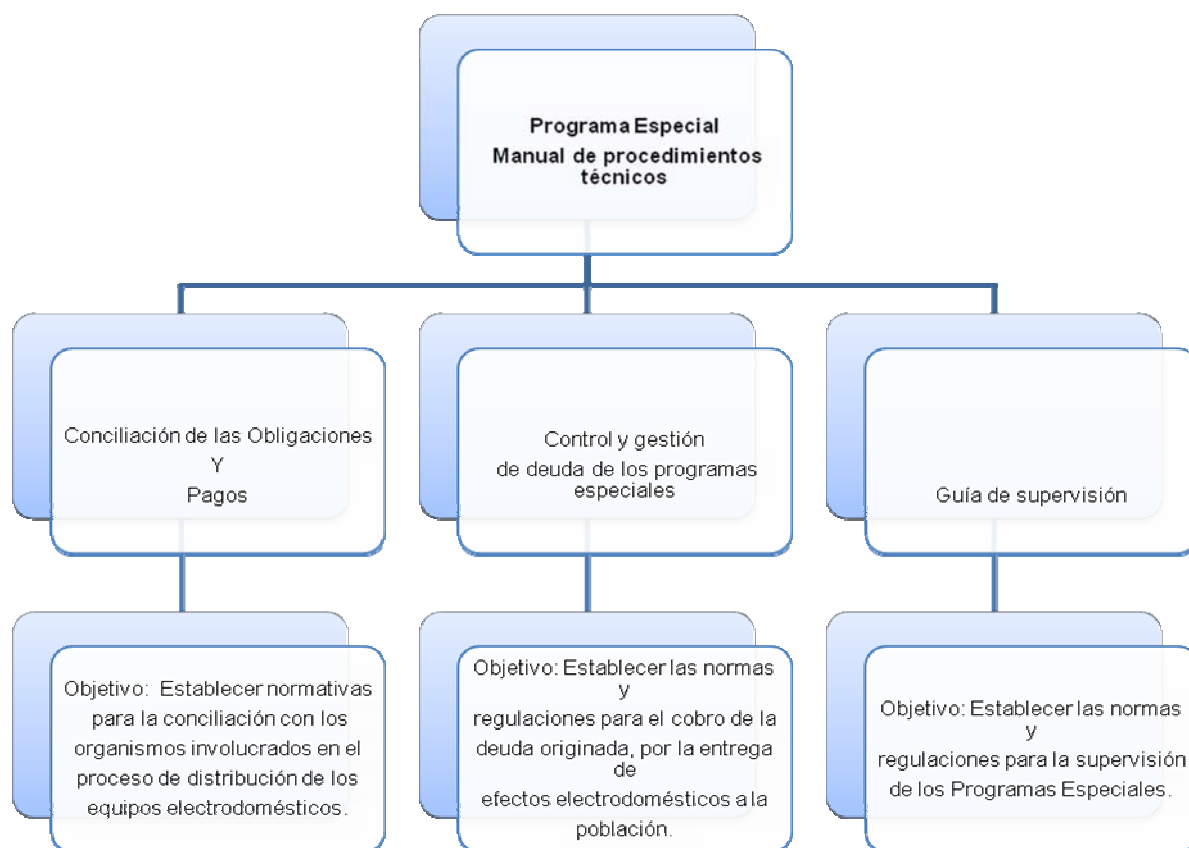 Programa Especial
Manual de procedimientos
técnicos
Conciliación de las Obligaciones
Y
Pagos
Control y gestión
de deuda de los programas
especiales
Guía de supervisión
Objetivo: Establecer normativas
para la conciliación con los
organismos involucrados en el
proceso de distribución de los
equipos electrodomésticos.
Objetivo: Establecer las normas
y
regulaciones para el cobro de la
deuda originada, por la entrega
de
efectos electrodomésticos a la
población.
Objetivo: Establecer las normas
y
regulaciones para la supervisión
de los Programas Especiales.